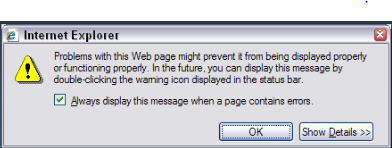 Internet Explorer
Problems with this Web page might prevent it from being displayed properly
or functioning properly. In the future, you can display this message by
double-clicking the warning icon displayed in the status bar.
Always display this message when a page contains errors.
OK Show Details >>